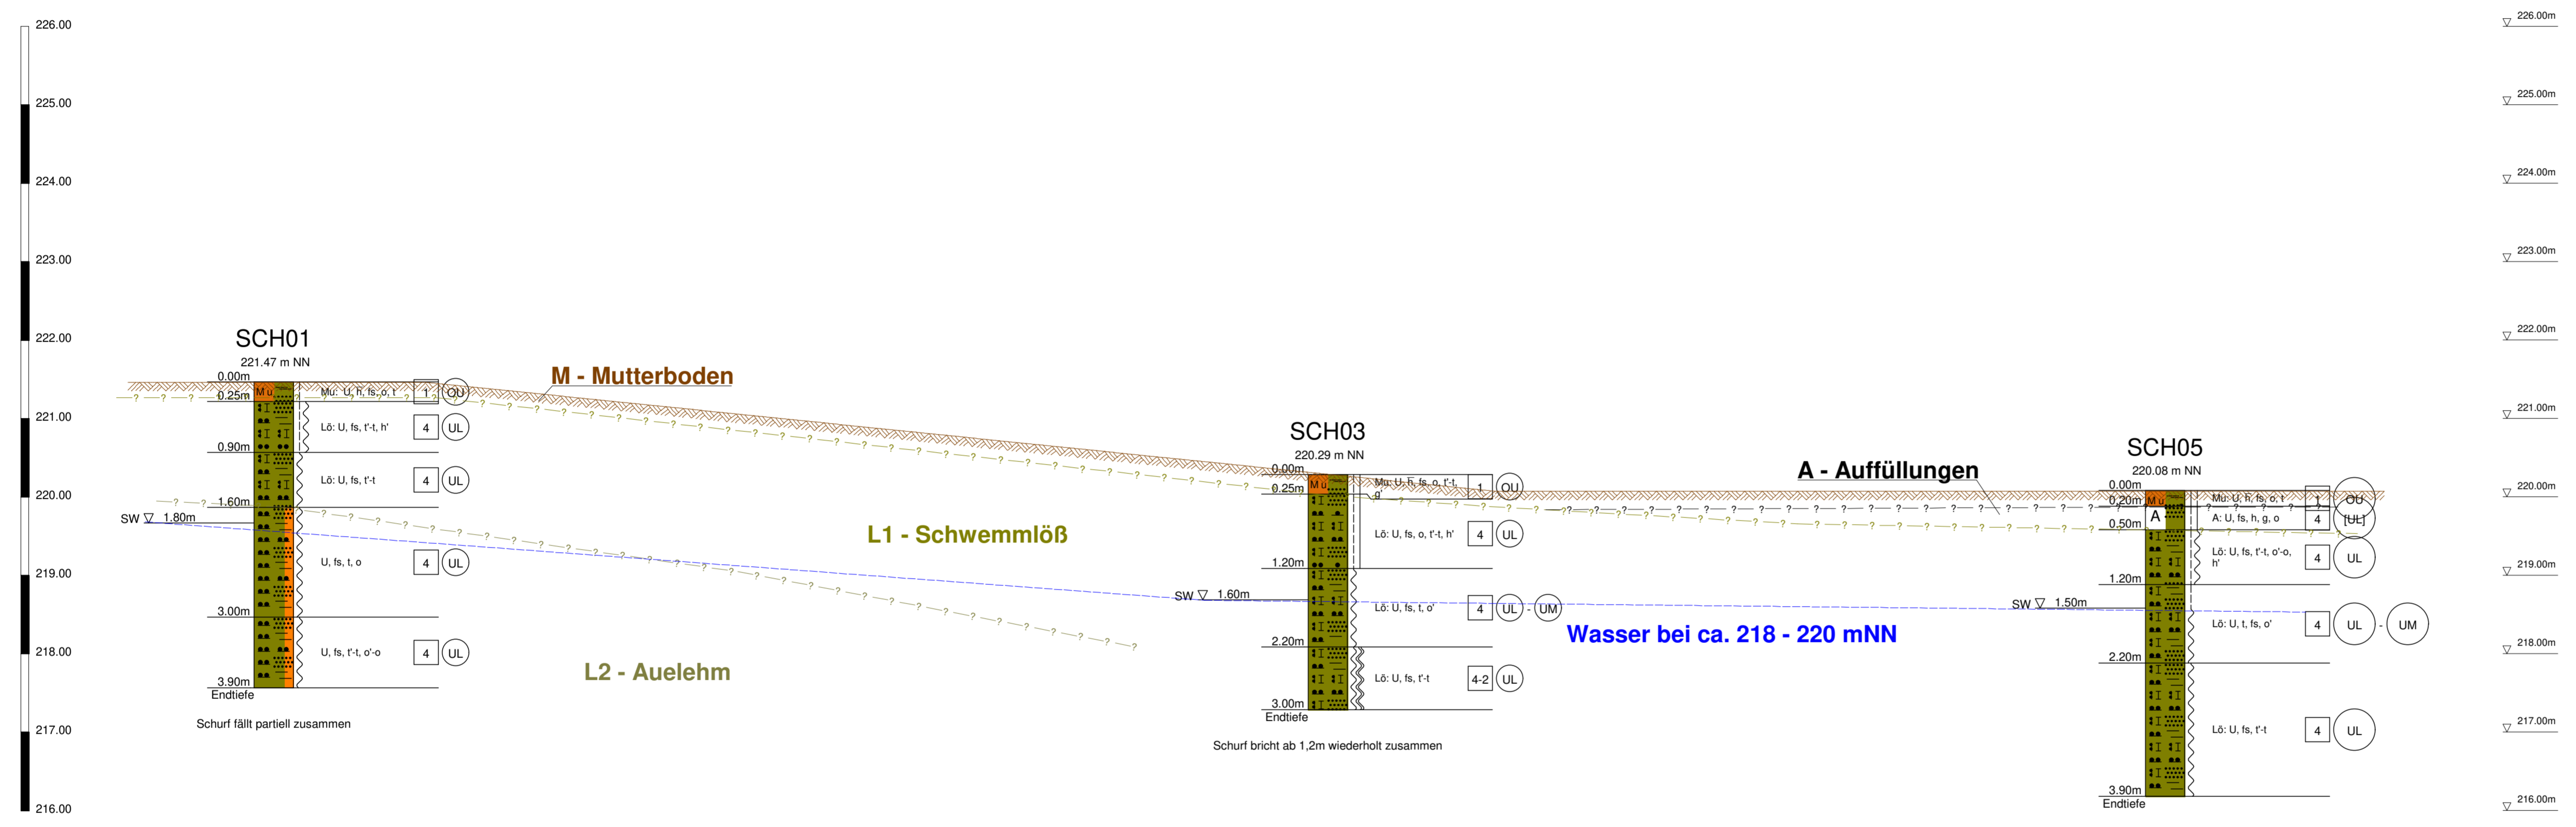 226.00
225.00
224.00
223.00
222.00
221.00
220.00
219.00
218.00
217.00
216.00
SCH01
221.47 m NN
0.00m
0.25m
0.90m
1.60m
3.00m
3.90m
Endtiefe
SW 1.80m
Mu
Mu: U, h, fs, o, t 1 OU
Lö: U, fs, t'-t, h' 4 UL
Lö: U, fs, t'-t 4 UL
U, fs, t, o 4 UL
U, fs, t'-t, o'-o 4 UL
Schurf fällt partiell zusammen
M - Mutterboden
L1 - Schwemmlöß
L2 - Auelehm
SCH03
220.29 m NN
0.00m
0.25m
1.20m
2.20m
3.00m
Endtiefe
SW 1.60m
Mu
Mu: U, h, fs, o, t'-t,
g' 1 OU
Lö: U, fs, o, t'-t, h' 4 UL
Lö: U, fs, t, o' 4 UL - UM
Lö: U, fs, t'-t 4-2 UL
Schurf bricht ab 1,2m wiederholt zusammen
A - Auffüllungen
Wasser bei ca. 218 - 220 mNN
SCH05
220.08 m NN
0.00m
0.20m
0.50m
1.20m
2.20m
3.90m
Endtiefe
SW 1.50m
Mu
A
Mu: U, h, fs, o, t 1 OU
A: U, fs, h, g, o 4 [UL]
Lö: U, fs, t'-t, o'-o,
h' 4 UL
Lö: U, t, fs, o' 4 UL - UM
Lö: U, fs, t'-t 4 UL
226.00m
225.00m
224.00m
223.00m
222.00m
221.00m
220.00m
219.00m
218.00m
217.00m
216.00m